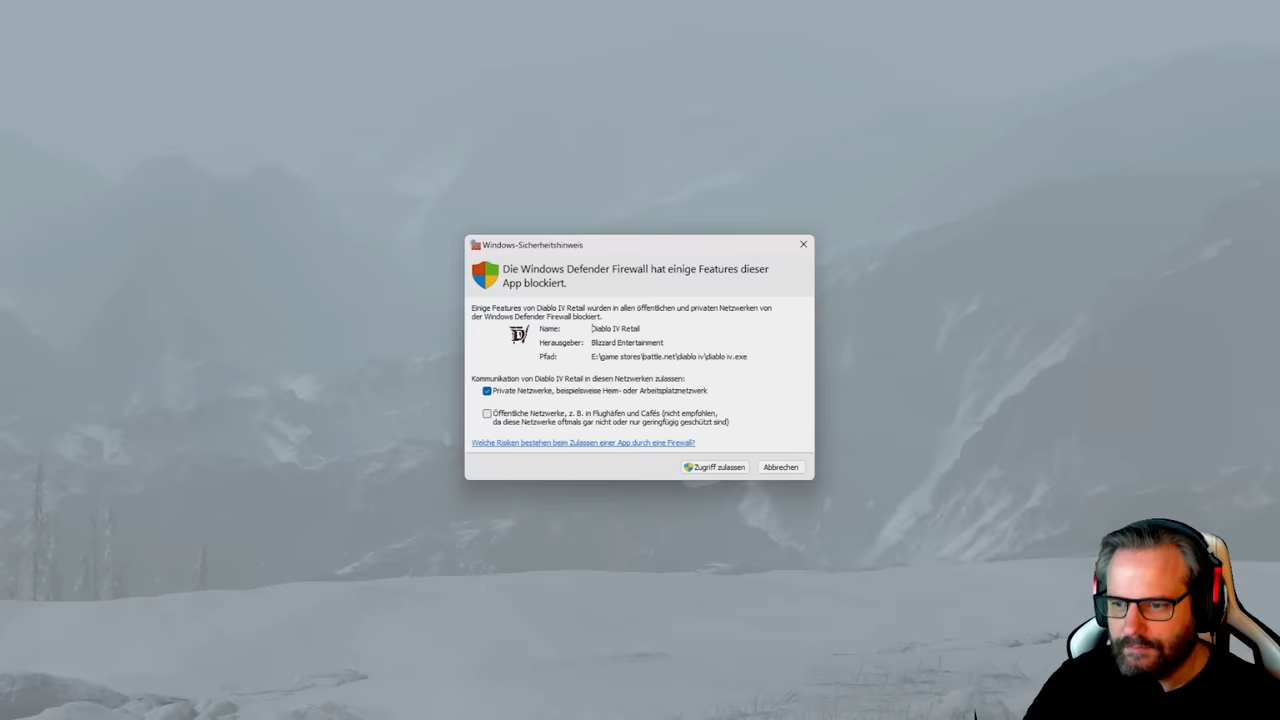 Windows-Sicherheitshinweis
Die Windows Defender Firewall hat einige Features dieser
App blockiert.
Einige Features von Diablo IV Retail wurden in allen öffentlichen und privaten Netzwerken von
der Windows Defender Firewall blockiert.
Name: Diablo IV Retail
Herausgeber: Blizzard Entertainment
Pfad: E:\game stores\battle.net\diablo iv\diablo iv.exe
Kommunikation von Diablo IV Retail in diesen Netzwerken zulassen:
Private Netzwerke, beispielsweise Heim- oder Arbeitsplatznetzwerk
Öffentliche Netzwerke, z. B. in Flughäfen und Cafés (nicht empfohlen,
da diese Netzwerke oftmals gar nicht oder nur geringfügig geschützt sind)
Welche Risiken bestehen beim Zulassen einer App durch eine Firewall?
Zugriff zulassen Abbrechen